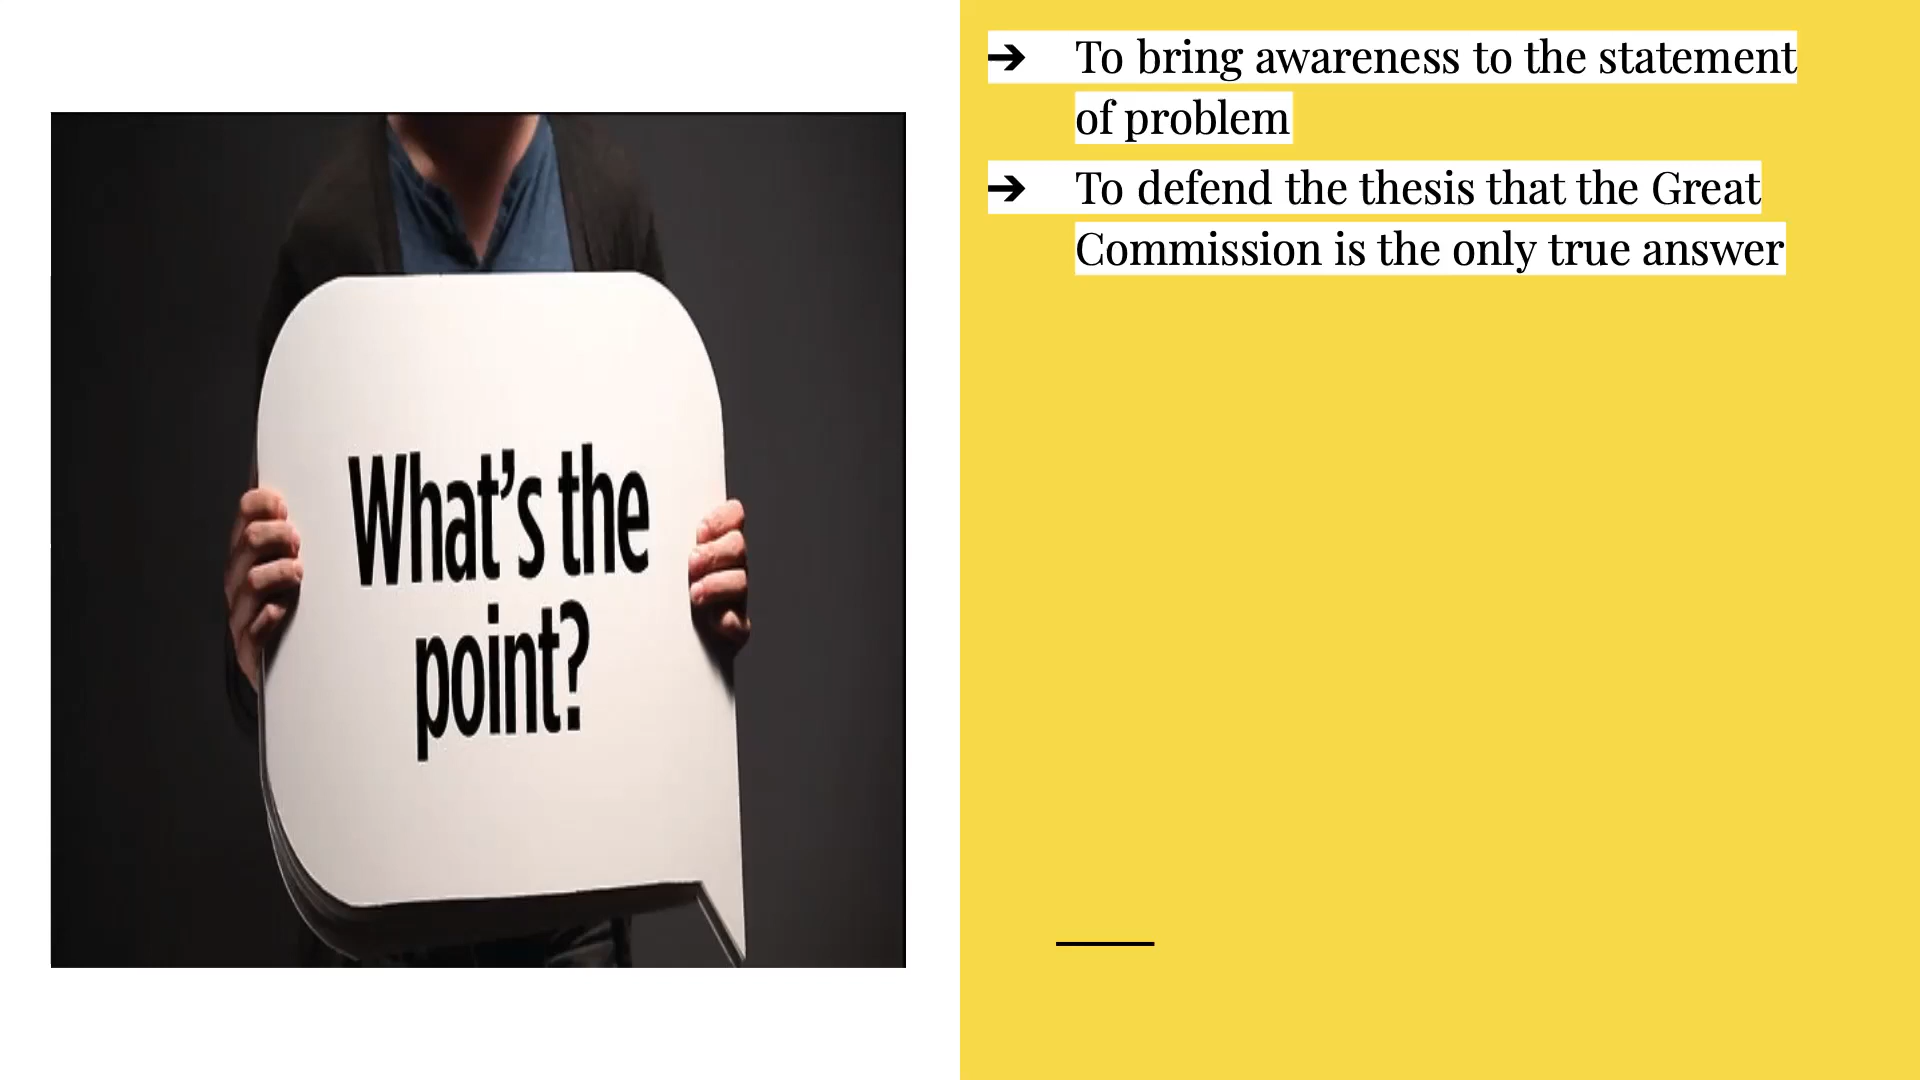 What's the
point?
➔ To bring awareness to the statement
of problem
➔ To defend the thesis that the Great
Commission is the only true answer